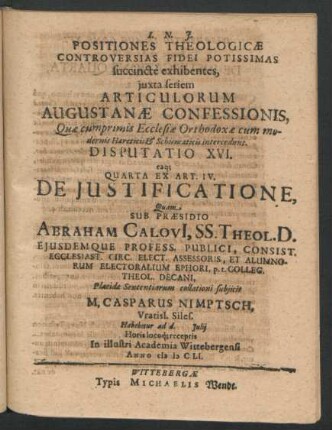 I. N. J.
POSITIONES THEOLOGICÆ
CONTROVERSIAS FIDEI POTISSIMAS
succinctè exhibentes,
juxta seriem
ARTICULORUM
AUGUSTANÆ CONFESSIONIS,
Quæ cumprimis Ecclesiæ Orthodoxæ cum mo-
dernis Hæreticis & Schismaticis intercedunt.
DISPUTATIO XVI.
eaq;
QUARTA EX ART. IV.
DE JUSTIFICATIONE,
Quam
SUB PRÆSIDIO
ABRAHAM CALOVI, SS. THEOL. D.
EJUSDEMQUE PROFESS. PUBLICI, CONSIST.
ECCLESIAST. CIRC. ELECT. ASSESSORIS, ET ALUMNO-
RUM ELECTORALIUM EPHORI, p. t. COLLEG.
THEOL. DECANI,
Placidæ Sententiarum collationi subjicit
M. CASPARUS NIMPTSCH,
Vratisl. Siles.
Habebitur ad d. Julij
Horis locoq; receptis
In illustri Academia Wittebergensi
ANNO cIɔ Iɔ CLI.
WITTEBERGÆ
Typis MICHAELIS Wendt.